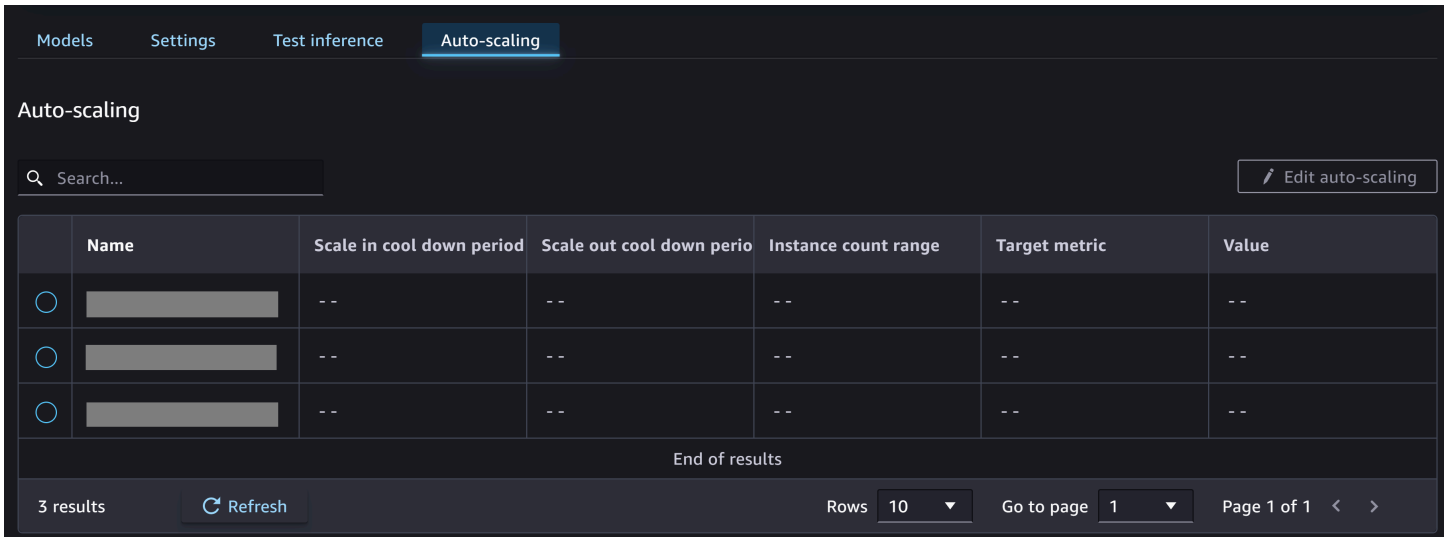 Models Settings Test inference Auto-scaling
Auto-scaling
Search...
Edit auto-scaling
Name Scale in cool down period Scale out cool down perio Instance count range Target metric Value
- - - - - - - - - -
- - - - - - - - - -
- - - - - - - - - -
End of results
3 results Refresh Rows 10 Go to page 1 Page 1 of 1